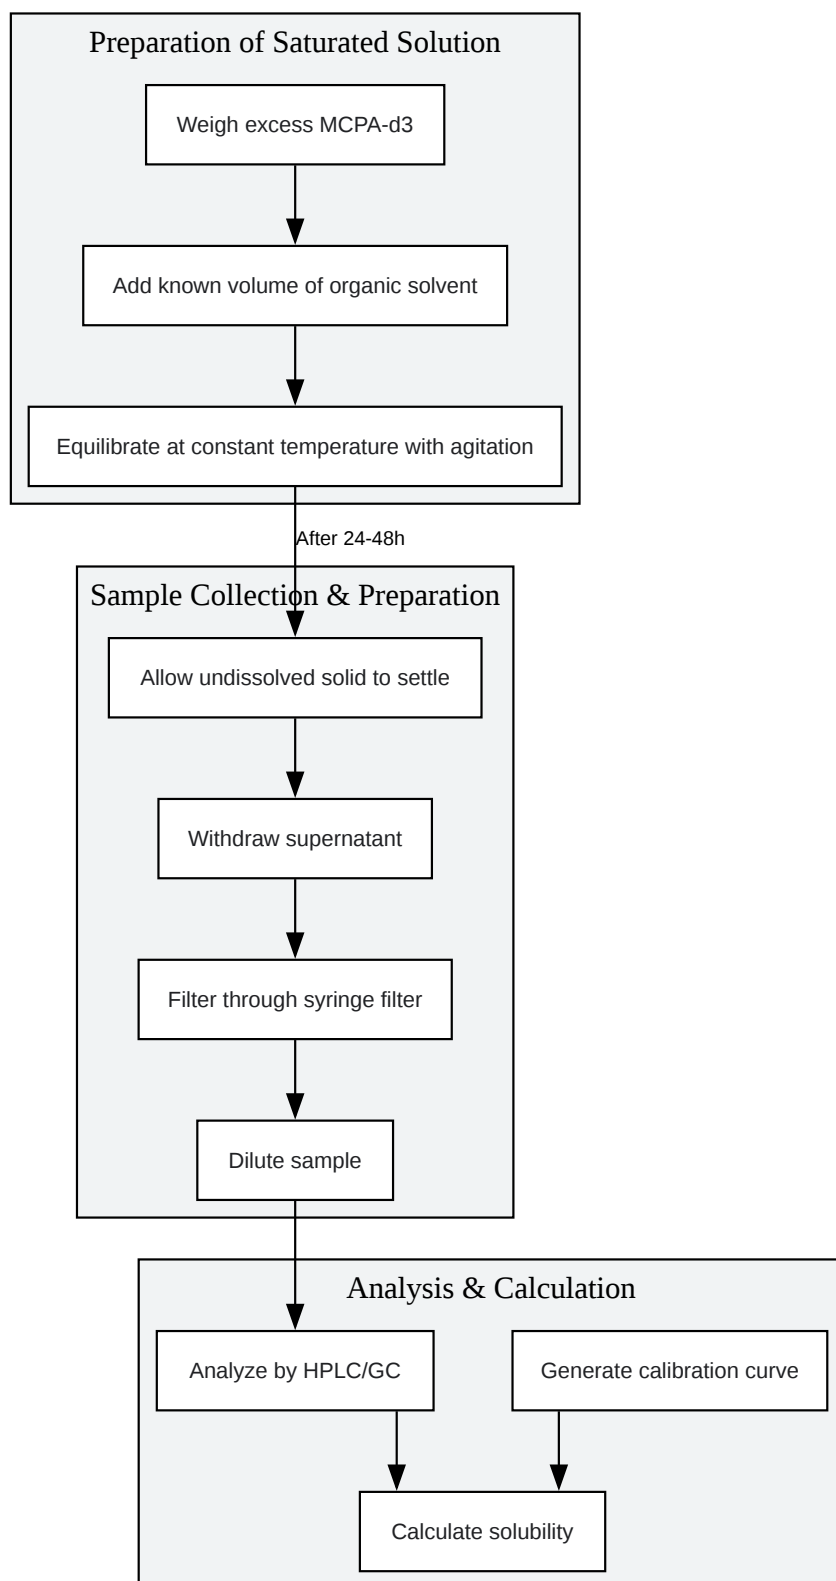 Preparation of Saturated Solution
Weigh excess MCPA-d3
Add known volume of organic solvent
Equilibrate at constant temperature with agitation
After 24-48h
Sample Collection & Preparation
Allow undissolved solid to settle
Withdraw supernatant
Filter through syringe filter
Dilute sample
Analysis & Calculation
Analyze by HPLC/GC
Generate calibration curve
Calculate solubility